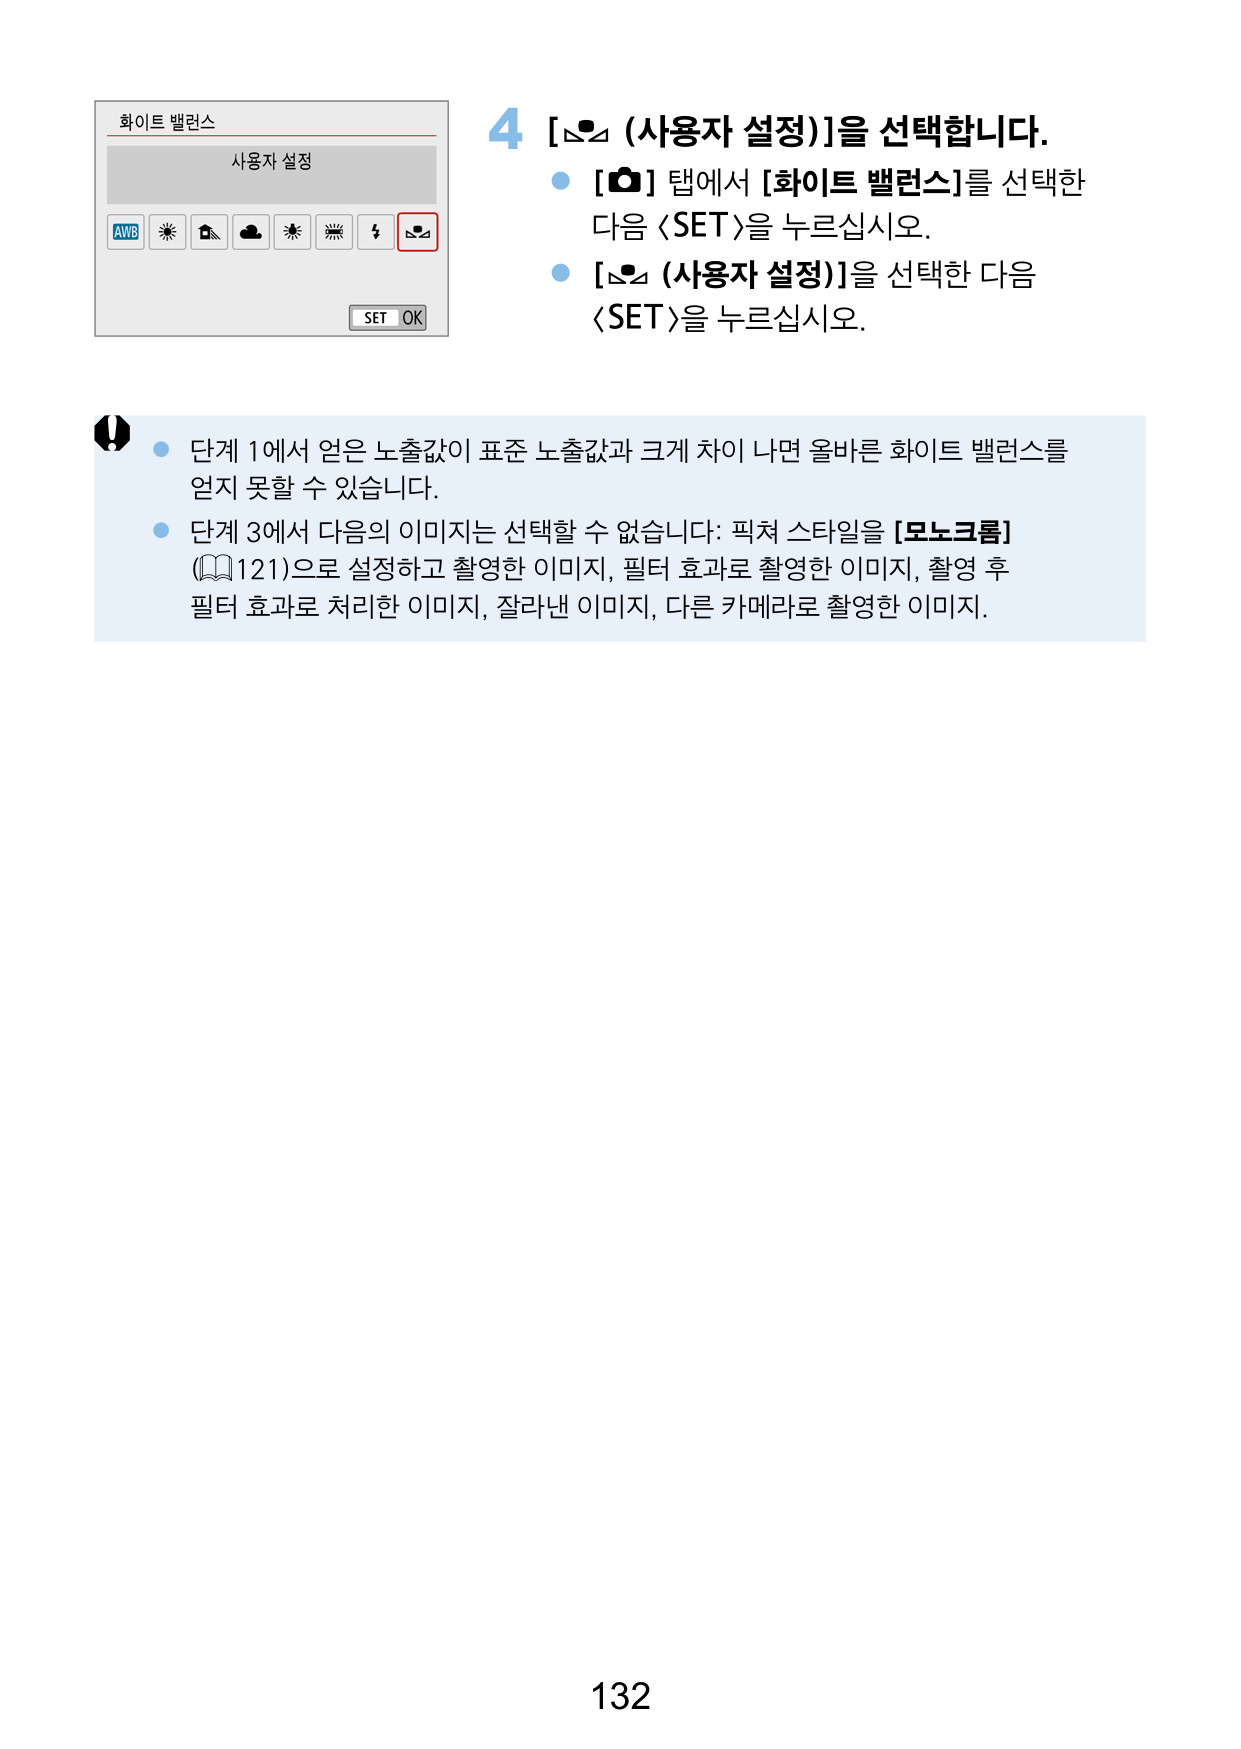 화이트 밸런스
사용자 설정
AWB
SET OK
4 [ (사용자 설정)]을 선택합니다.
● [ ] 탭에서 [화이트 밸런스]를 선택한
다음 <SET>을 누르십시오.
● [ (사용자 설정)]을 선택한 다음
<SET>을 누르십시오.
● 단계 1에서 얻은 노출값이 표준 노출값과 크게 차이 나면 올바른 화이트 밸런스를
얻지 못할 수 있습니다.
● 단계 3에서 다음의 이미지는 선택할 수 없습니다: 픽쳐 스타일을 [모노크롬]
(121)으로 설정하고 촬영한 이미지, 필터 효과로 촬영한 이미지, 촬영 후
필터 효과로 처리한 이미지, 잘라낸 이미지, 다른 카메라로 촬영한 이미지.
132